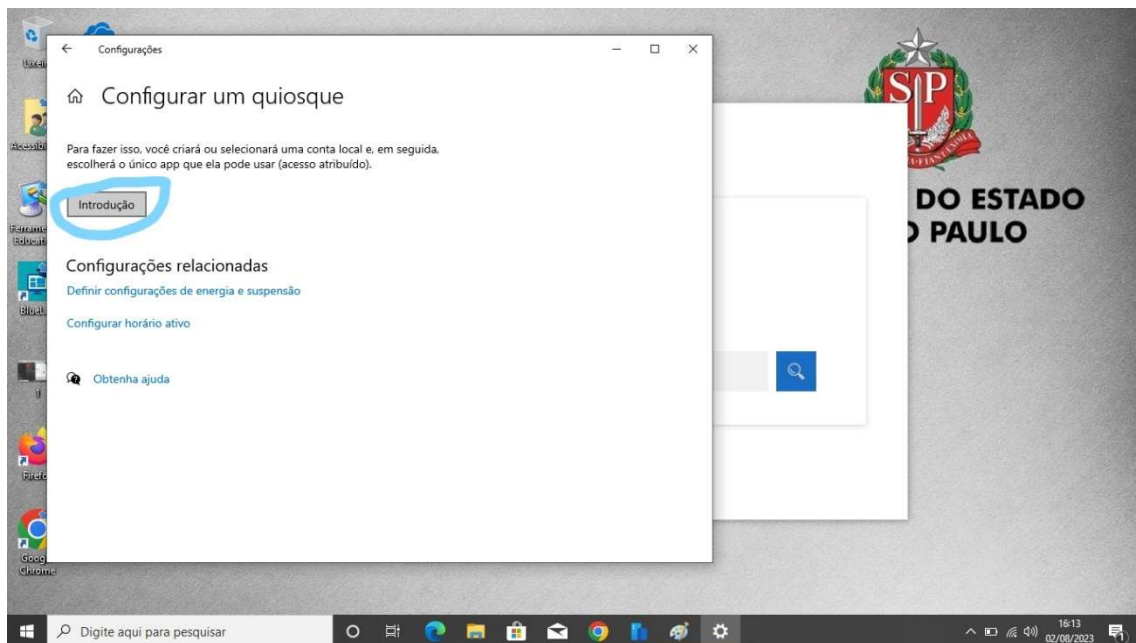 Configurações
Configurar um quiosque
Para fazer isso, você criará ou selecionará uma conta local e, em seguida,
escolherá o único app que ela pode usar (acesso atribuído).
Introdução
Configurações relacionadas
Definir configurações de energia e suspensão
Configurar horário ativo
Obtenha ajuda
SP
DO ESTADO
PAULO
Google
Chrome
Digite aqui para pesquisar
16:13
02/08/2023